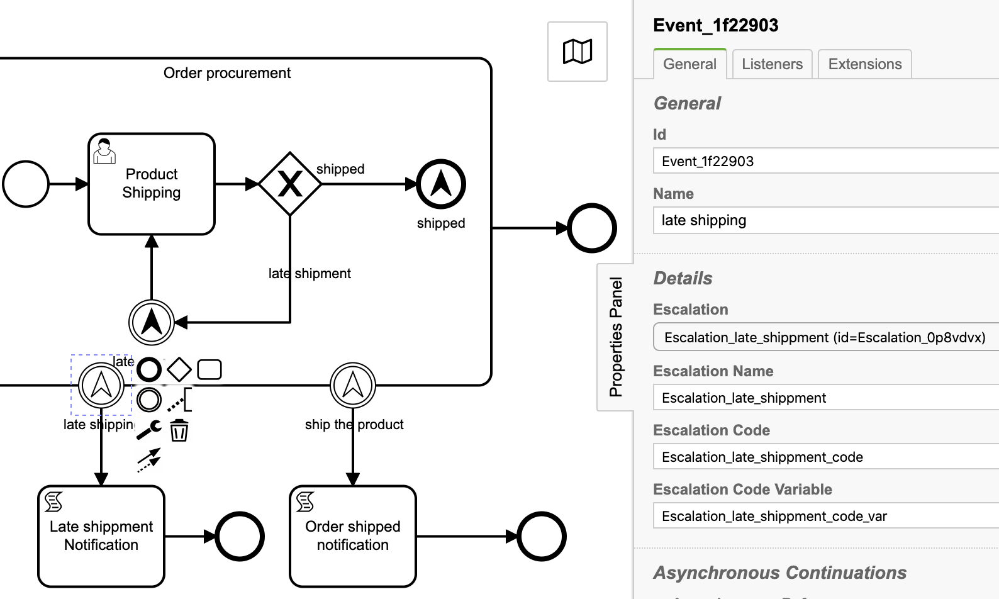 Order procurement
Product
Shipping
shipped
shipped
late shipment
late
late shippin
ship the product
Late shippment
Notification
Order shipped
notification
Properties Panel
Event_1f22903
General
Listeners
Extensions
General
Id
Event_1f22903
Name
late shipping
Details
Escalation
Escalation_late_shippment (id=Escalation_0p8vdvx)
Escalation Name
Escalation_late_shippment
Escalation Code
Escalation_late_shippment_code
Escalation Code Variable
Escalation_late_shippment_code_var
Asynchronous Continuations